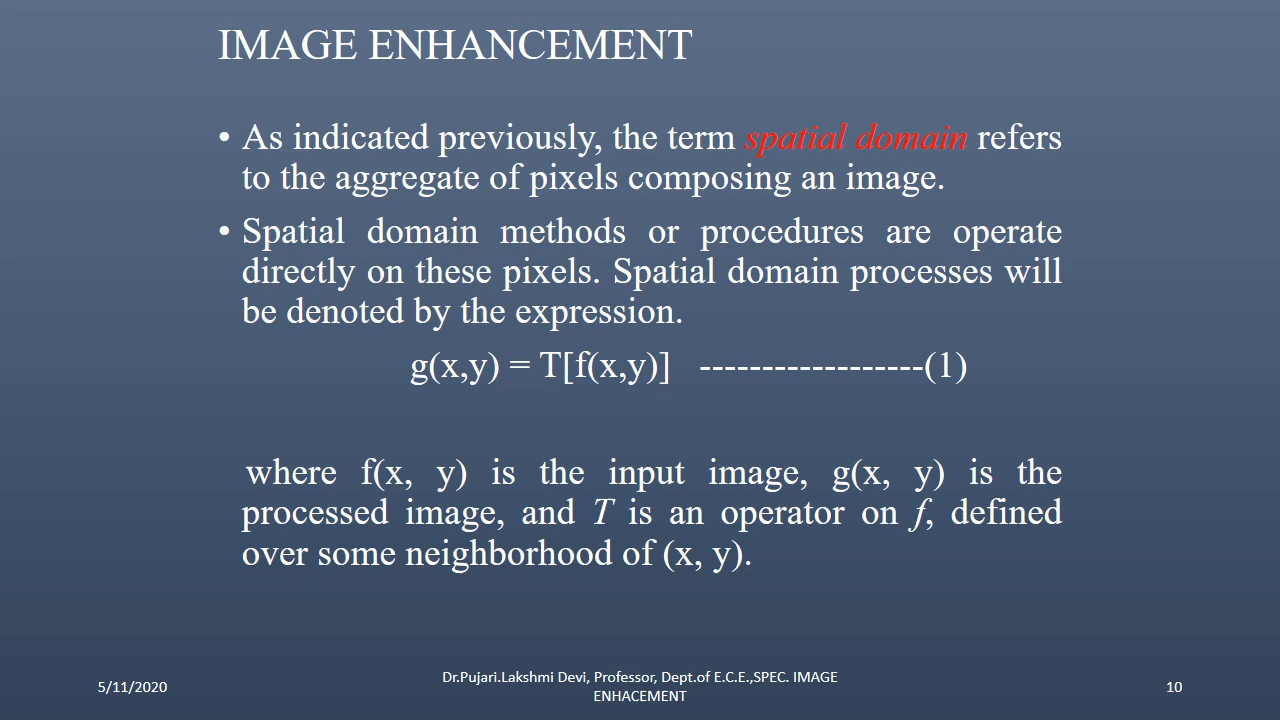 IMAGE ENHANCEMENT
• As indicated previously, the term spatial domain refers
to the aggregate of pixels composing an image.
• Spatial domain methods or procedures are operate
directly on these pixels. Spatial domain processes will
be denoted by the expression.
g(x,y) = T[f(x,y)] ------------------(1)
where f(x, y) is the input image, g(x, y) is the
processed image, and T is an operator on f, defined
over some neighborhood of (x, y).
5/11/2020
Dr.Pujari.Lakshmi Devi, Professor, Dept.of E.C.E.,SPEC. IMAGE
ENHACEMENT
10